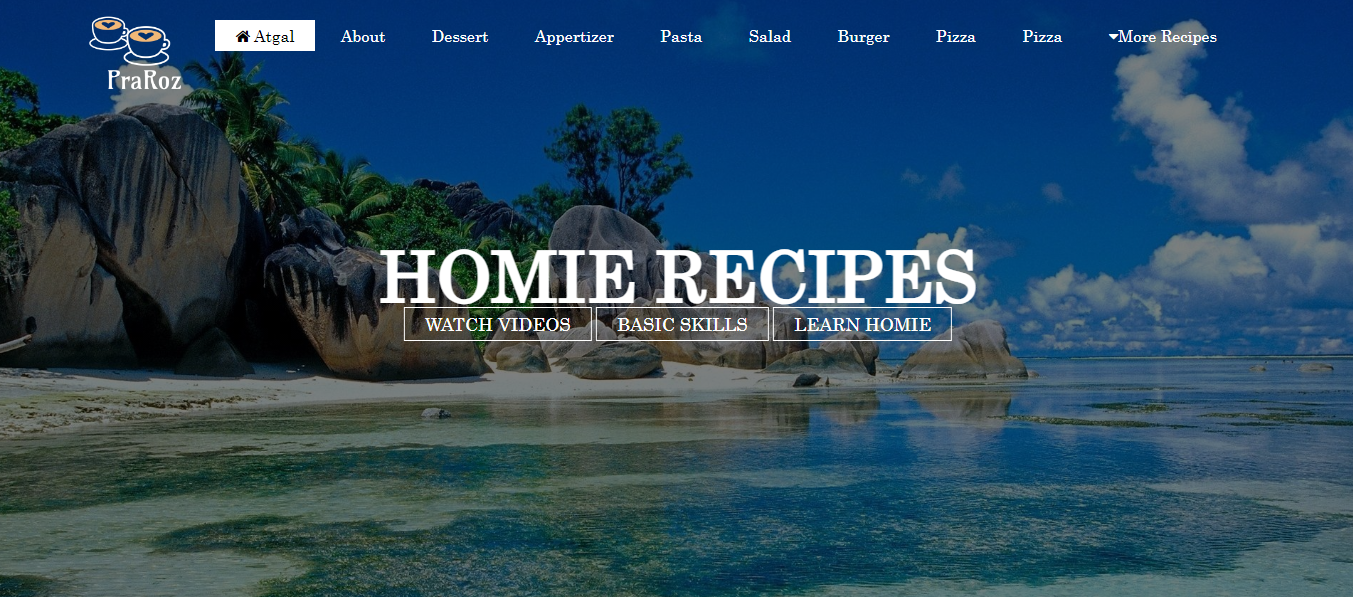 PraRoz
Atgal About Dessert Appertizer Pasta Salad Burger Pizza Pizza More Recipes
HOMIE RECIPES
WATCH VIDEOS BASIC SKILLS LEARN HOMIE